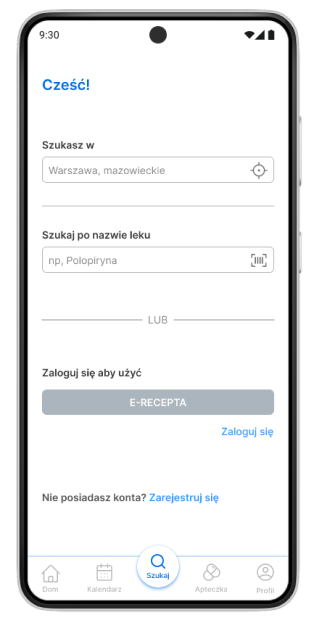 9:30
Cześć!
Szukasz w
Warszawa, mazowieckie
Szukaj po nazwie leku
np, Polopiryna
LUB
Zaloguj się aby użyć
E-RECEPTA
Zaloguj się
Nie posiadasz konta? Zarejestruj się
Dom Kalendarz Szukaj Apteczka Profil